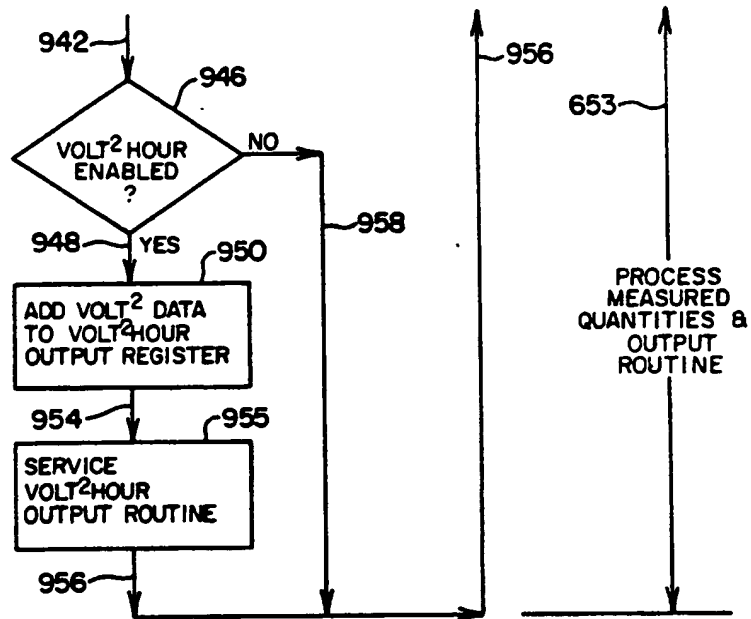 942
946
VOLT² HOUR
ENABLED
?
NO
948
YES
958
950
ADD VOLT² DATA
TO VOLT²HOUR
OUTPUT REGISTER
954
955
SERVICE
VOLT²HOUR
OUTPUT ROUTINE
956
956
653
PROCESS
MEASURED
QUANTITIES &
OUTPUT
ROUTINE